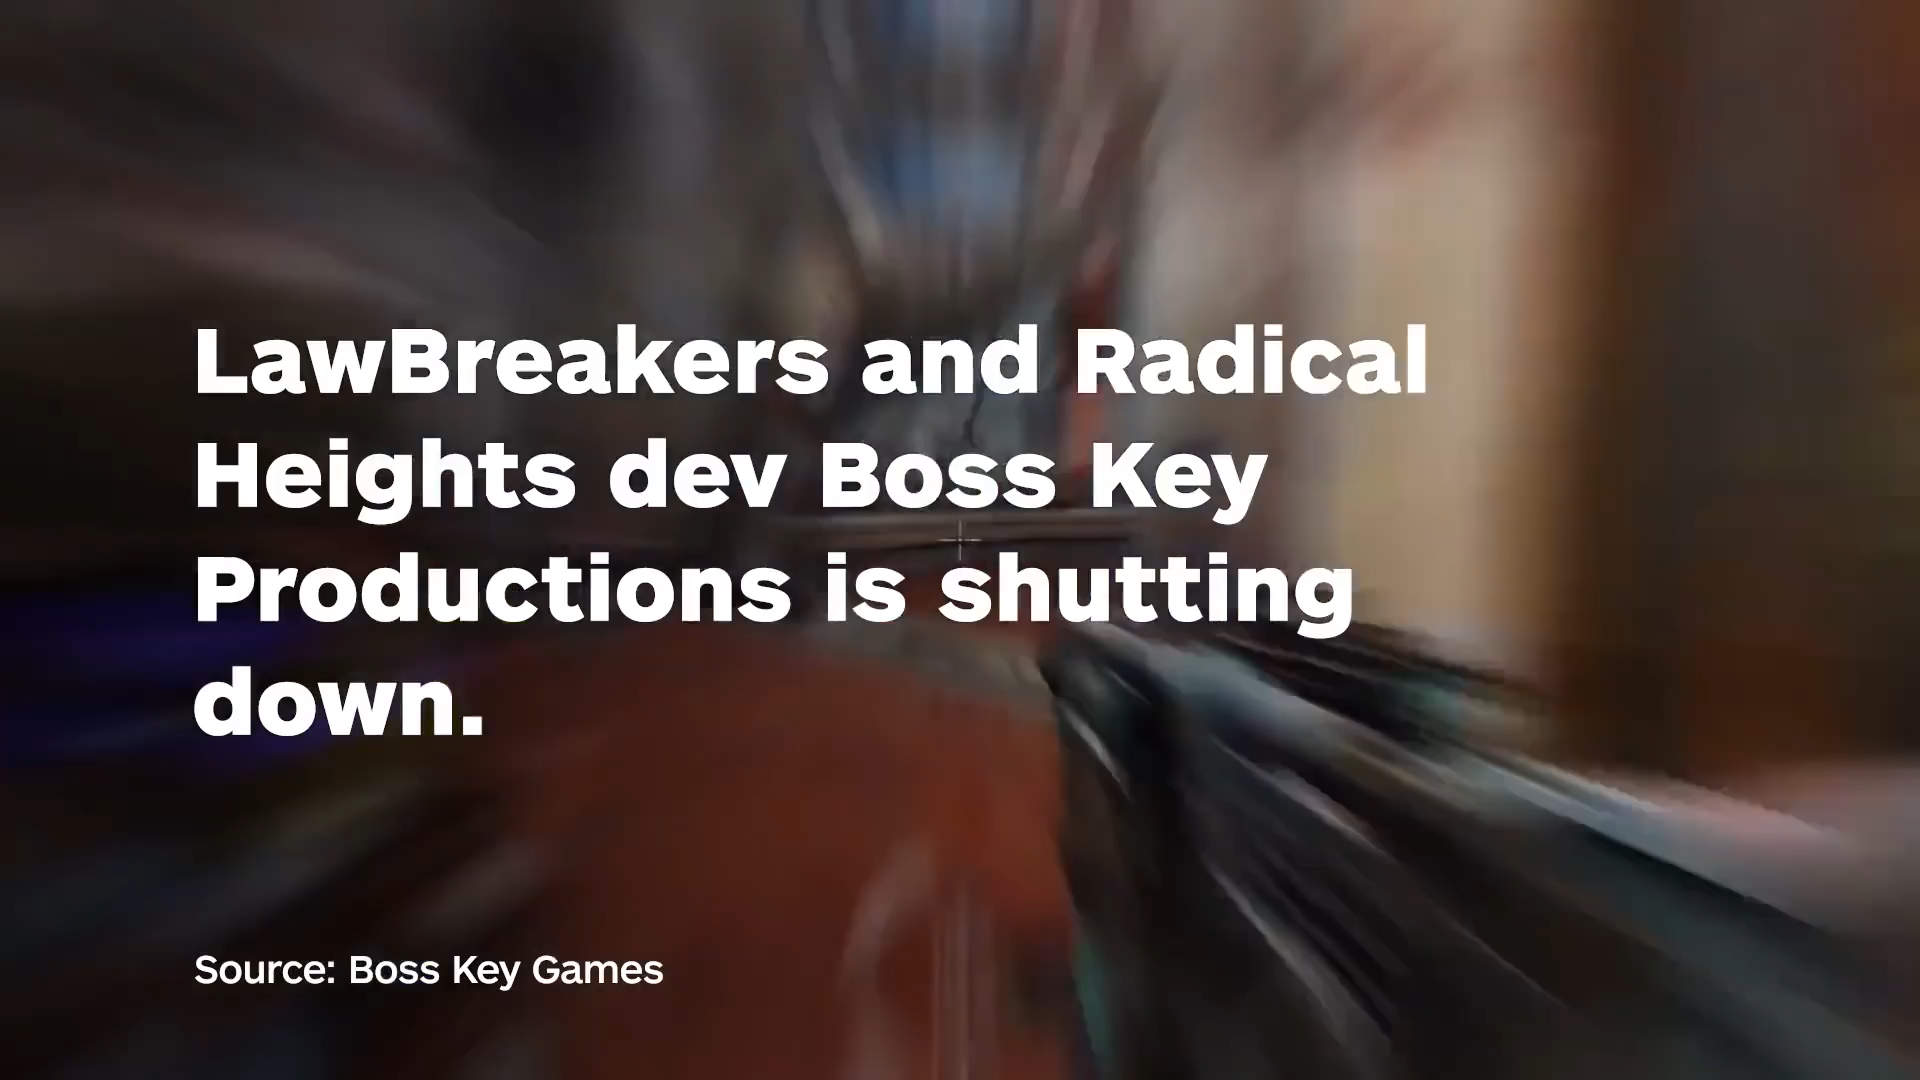 LawBreakers and Radical
Heights dev Boss Key
Productions is shutting
down.
Source: Boss Key Games